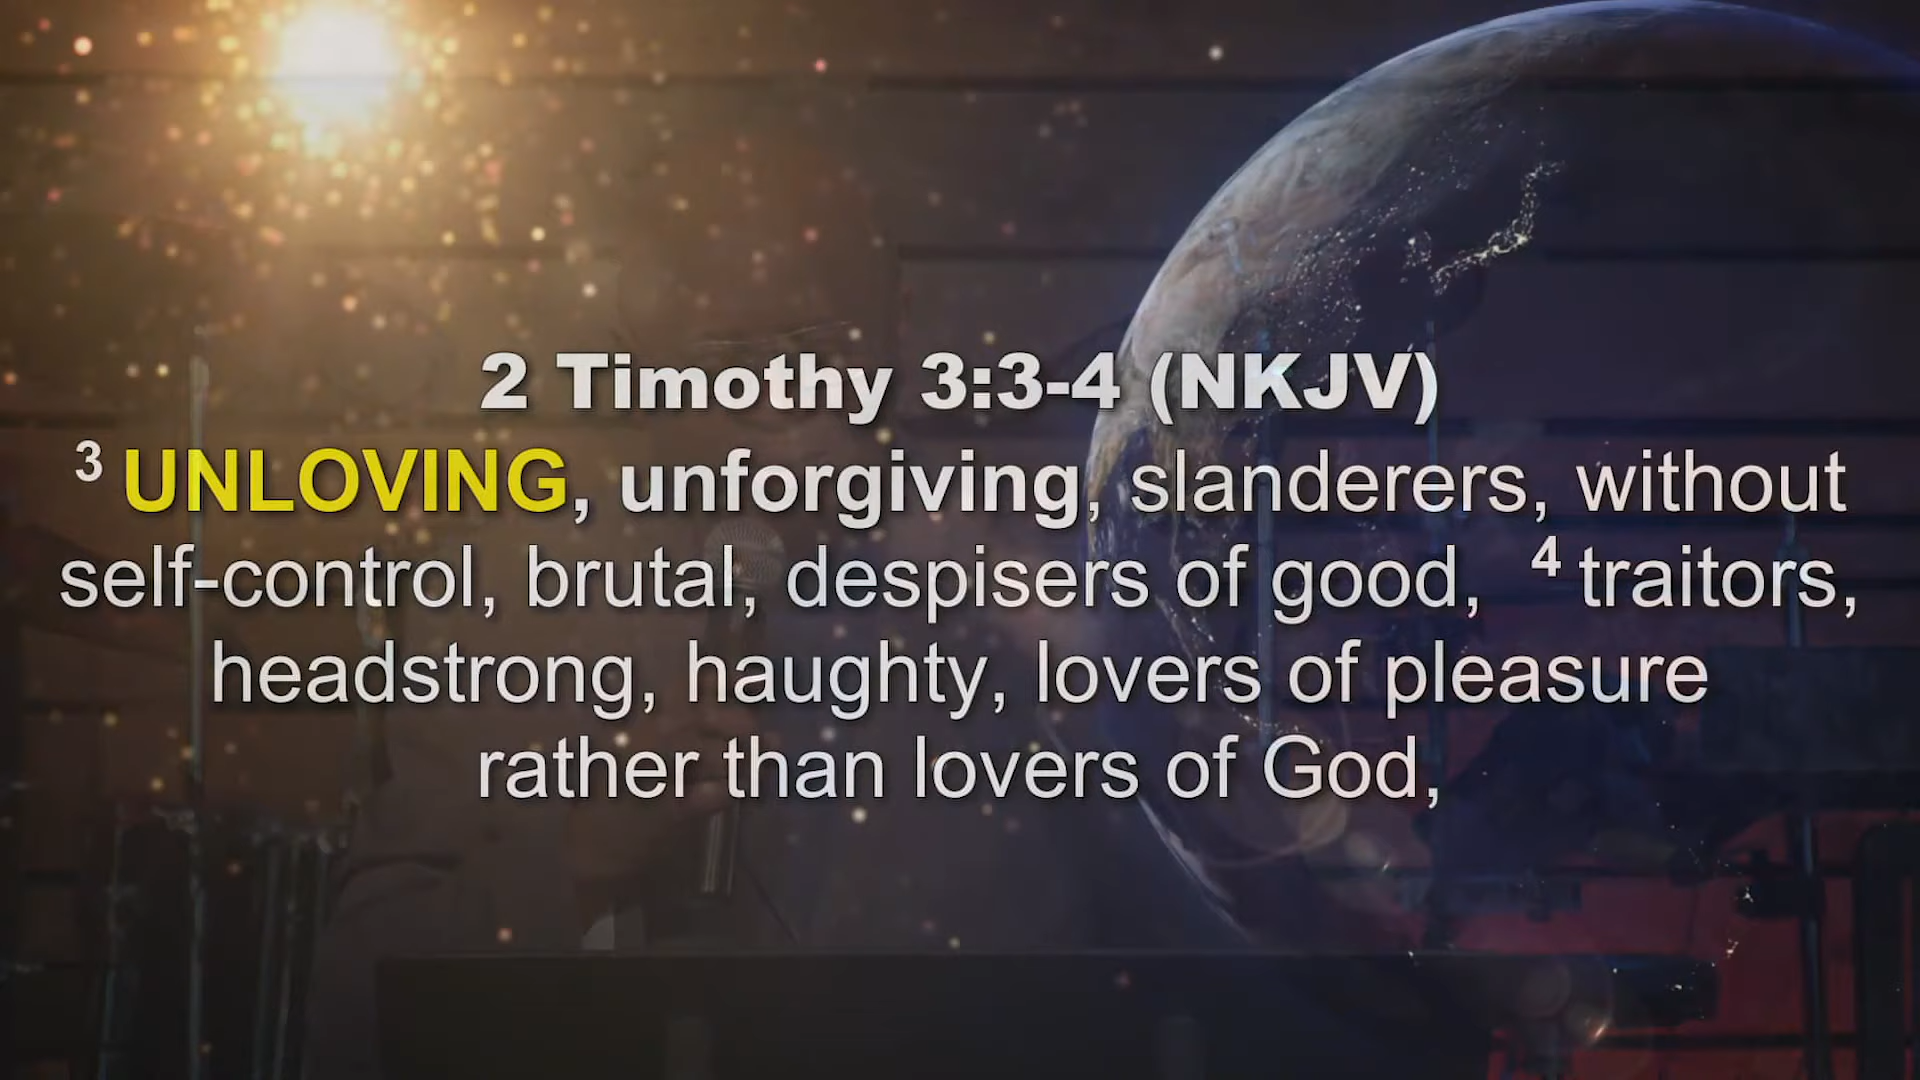 2 Timothy 3:3-4 (NKJV)
3 UNLOVING, unforgiving, slanderers, without
self-control, brutal, despisers of good, 4 traitors,
headstrong, haughty, lovers of pleasure
rather than lovers of God,